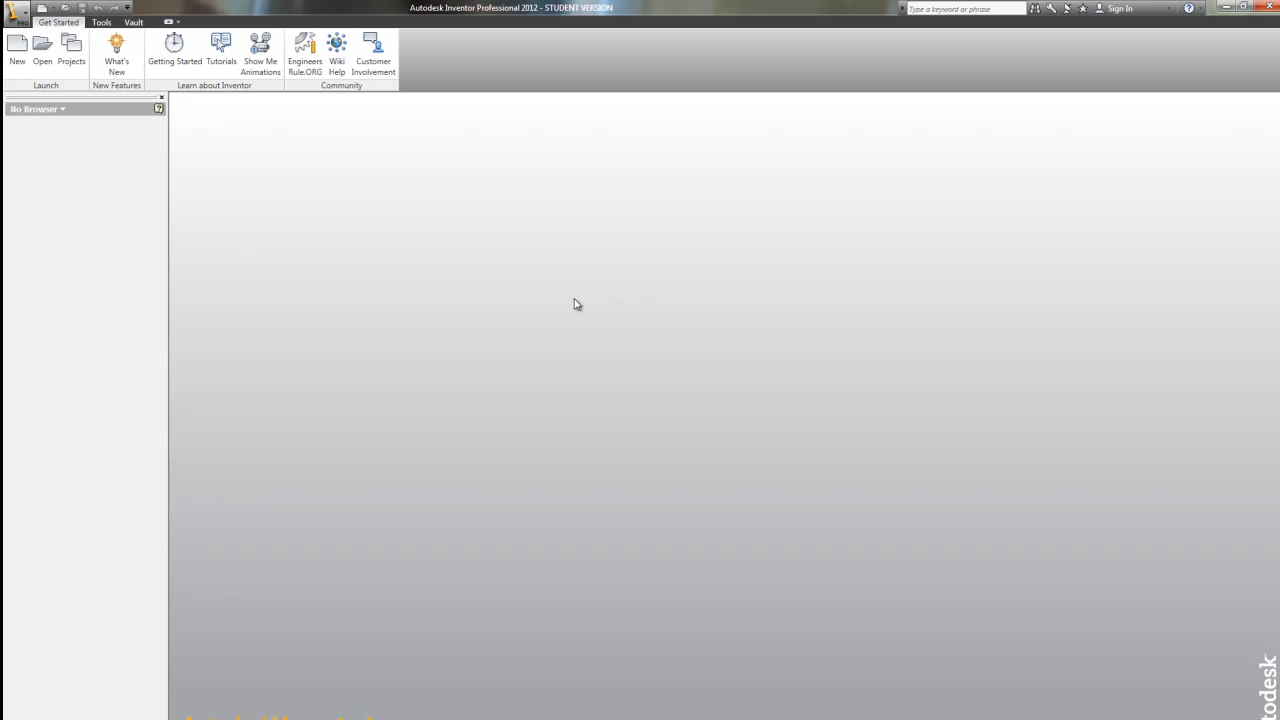 Autodesk Inventor Professional 2012 - STUDENT VERSION
Type a keyword or phrase
Sign In
PRO
Get Started Tools Vault
New Open Projects
What's New
Getting Started Tutorials Show Me Animations
Engineers Rule.ORG
Wiki Help
Customer Involvement
Launch New Features Learn about Inventor Community
No Browser
todesk